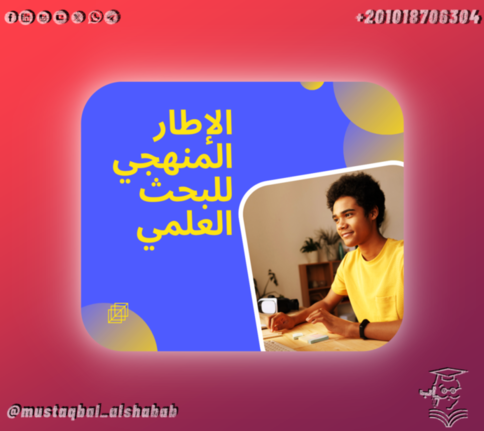 +201018706304
الإطار
المنهجي
للبحث
العلمي
@mustaqbal_alshabab